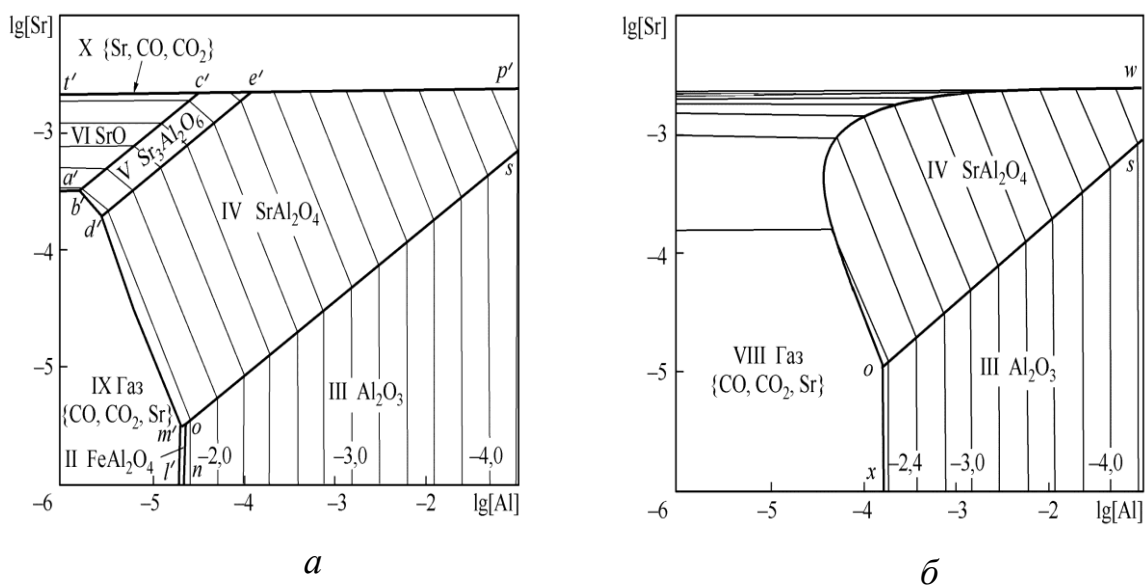 lg[Sr]
X {Sr, CO, CO₂}
t′
c′
e′
p′
–3
VI SrO
V Sr₃Al₂O₆
a′
b′
d′
s
IV SrAl₂O₄
–4
–5
IX Газ
{CO, CO₂, Sr}
III Al₂O₃
m′
o
II FeAl₂O₄
l′
n
–2,0
–3,0
–4,0
–6
–6
–5
–4
–3
–2
lg[Al]
–1
а
lg[Sr]
w
–3
s
IV SrAl₂O₄
–4
VIII Газ
{CO, CO₂, Sr}
o
III Al₂O₃
–5
x
–2,4
–3,0
–4,0
–6
–5
–4
–3
–2
lg[Al]
–1
б